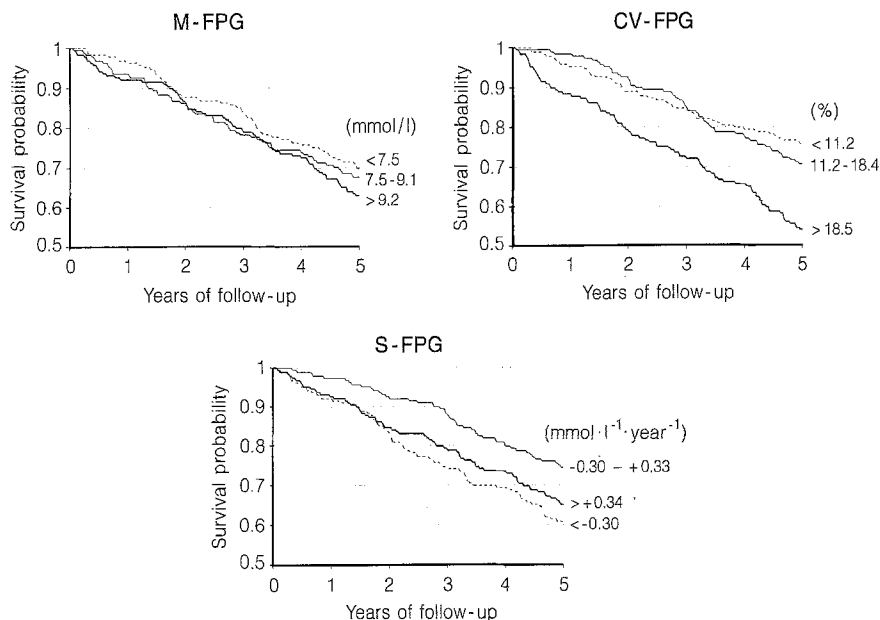 M-FPG
Survival probability
1
0.9
0.8
0.7
0.6
0.5
0 1 2 3 4 5
Years of follow-up
(mmol/l)
<7.5
7.5-9.1
>9.2
CV-FPG
Survival probability
1
0.9
0.8
0.7
0.6
0.5
0 1 2 3 4 5
Years of follow-up
(%)
<11.2
11.2-18.4
>18.5
S-FPG
Survival probability
1
0.9
0.8
0.7
0.6
0.5
0 1 2 3 4 5
Years of follow-up
(mmol·l⁻¹·year⁻¹)
-0.30 - +0.33
>+0.34
<-0.30